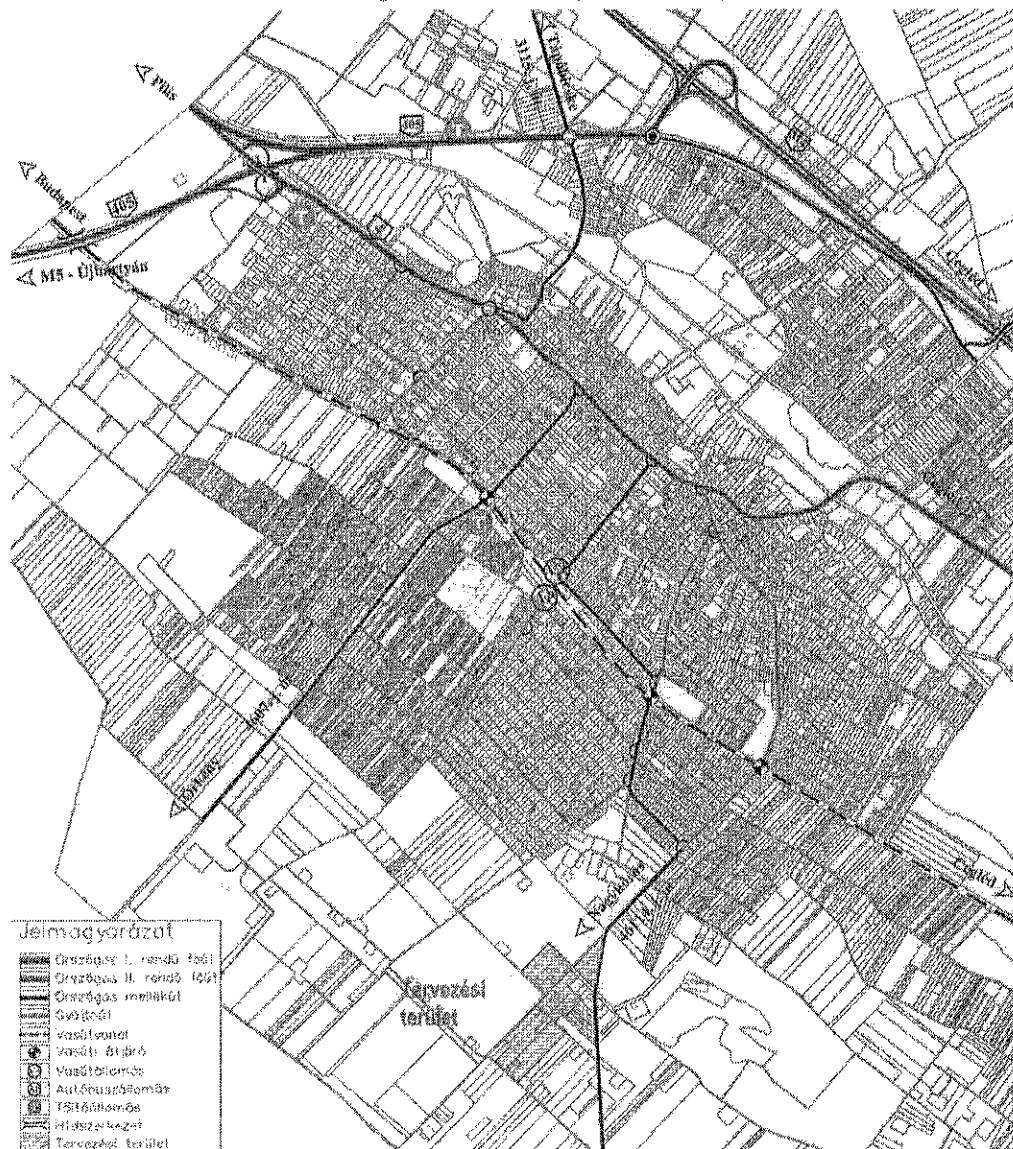 Pilis
405
Budapest
405
M5 - Újhartyán
Cegléd
Cegléd
Nagykőrös
Tervezési
terület
Jelmagyarázat
Országos I. rendű főút
Országos II. rendű főút
Országos mellékút
Gyűjtőút
Vasútvonal
Vasúti átjáró
Vasútállomás
Autóbuszállomás
Töltőállomás
Hídszerkezet
Tervezési terület